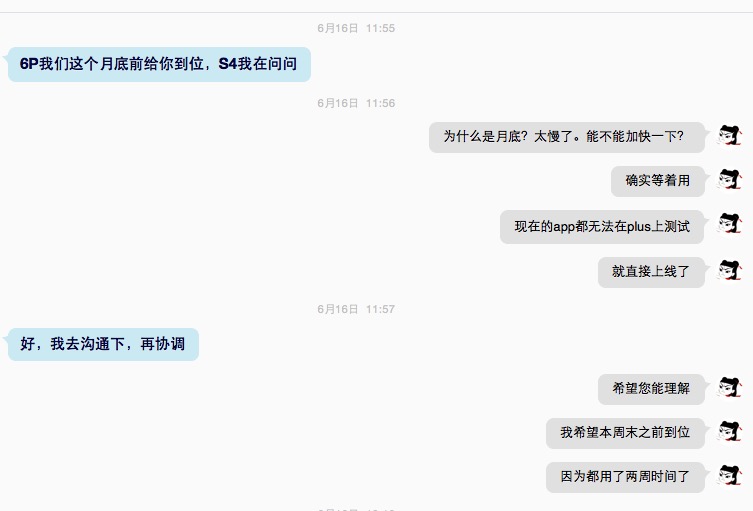 6月16日 11:55
6P我们这个月底前给你到位，S4我在问问
6月16日 11:56
为什么是月底？太慢了。能不能加快一下？
确实等着用
现在的app都无法在plus上测试
就直接上线了
6月16日 11:57
好，我去沟通下，再协调
希望您能理解
我希望本周末之前到位
因为都用了两周时间了